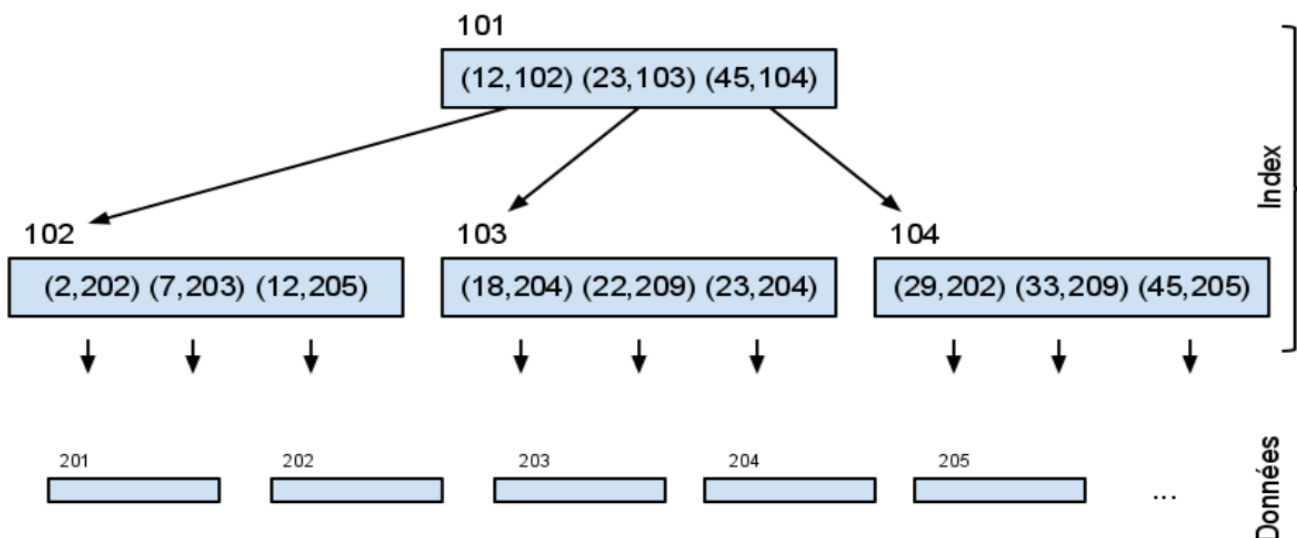 101
(12,102) (23,103) (45,104)
Index
102
103
104
(2,202) (7,203) (12,205)
(18,204) (22,209) (23,204)
(29,202) (33,209) (45,205)
201
202
203
204
205
...
Données